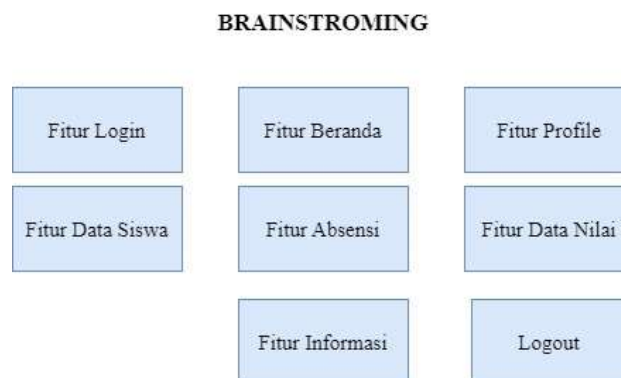 BRAINSTROMING
Fitur Login
Fitur Beranda
Fitur Profile
Fitur Data Siswa
Fitur Absensi
Fitur Data Nilai
Fitur Informasi
Logout